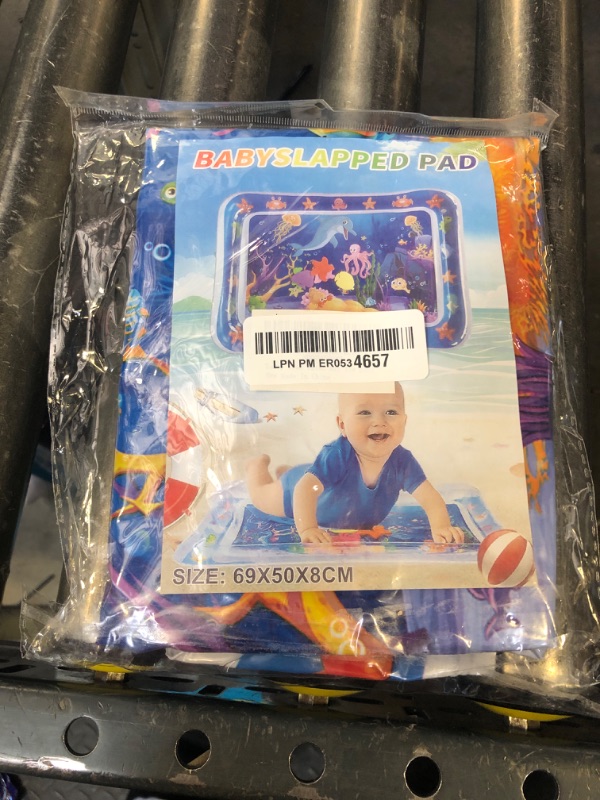 BABYSLAPPED PAD
LPN PM ER0534657
SIZE: 69X50X8CM